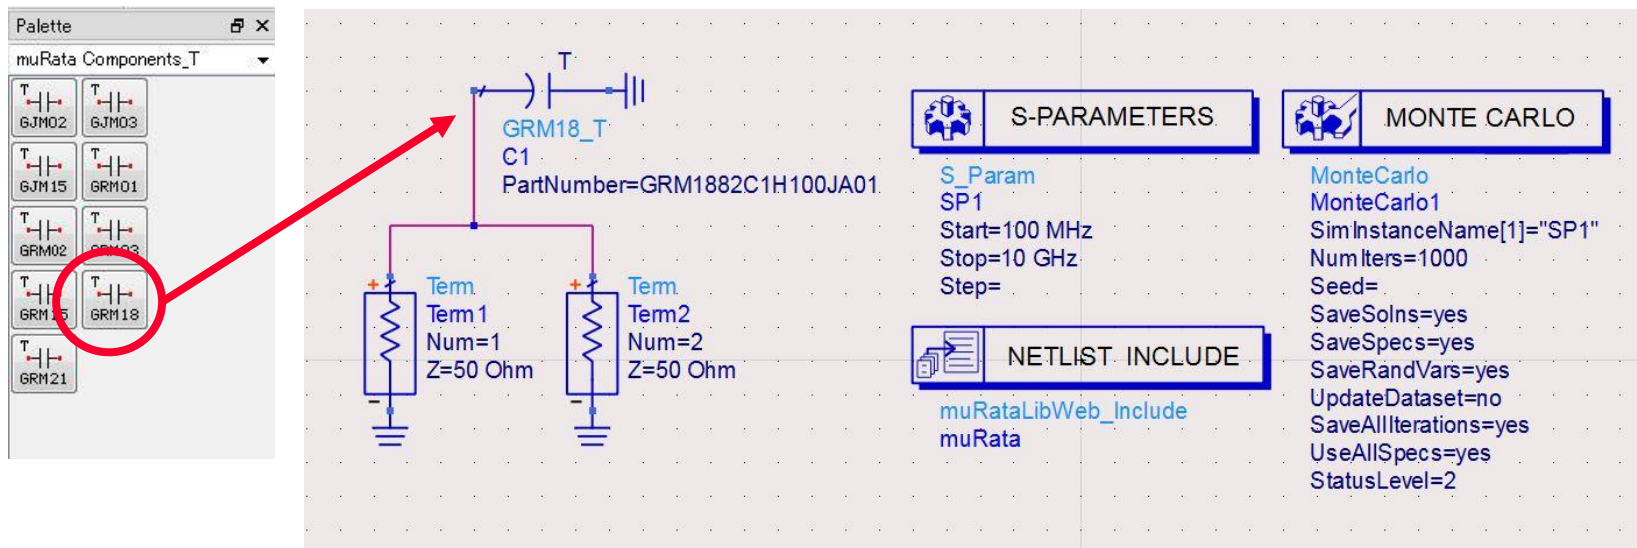 Palette
muRata Components_T
T
GJM02
T
GJM03
T
GJM15
T
GRM01
T
GRM02
T
GRM03
T
GRM15
T
GRM18
T
GRM21
T
GRM18_T
C1
PartNumber=GRM1882C1H100JA01
Term
Term1
Num=1
Z=50 Ohm
Term
Term2
Num=2
Z=50 Ohm
S-PARAMETERS
S_Param
SP1
Start=100 MHz
Stop=10 GHz
Step=
NETLIST INCLUDE
muRataLibWeb_Include
muRata
MONTE CARLO
MonteCarlo
MonteCarlo1
SimInstanceName[1]="SP1"
NumIters=1000
Seed=
SaveSolns=yes
SaveSpecs=yes
SaveRandVars=yes
UpdateDataset=no
SaveAllIterations=yes
UseAllSpecs=yes
StatusLevel=2